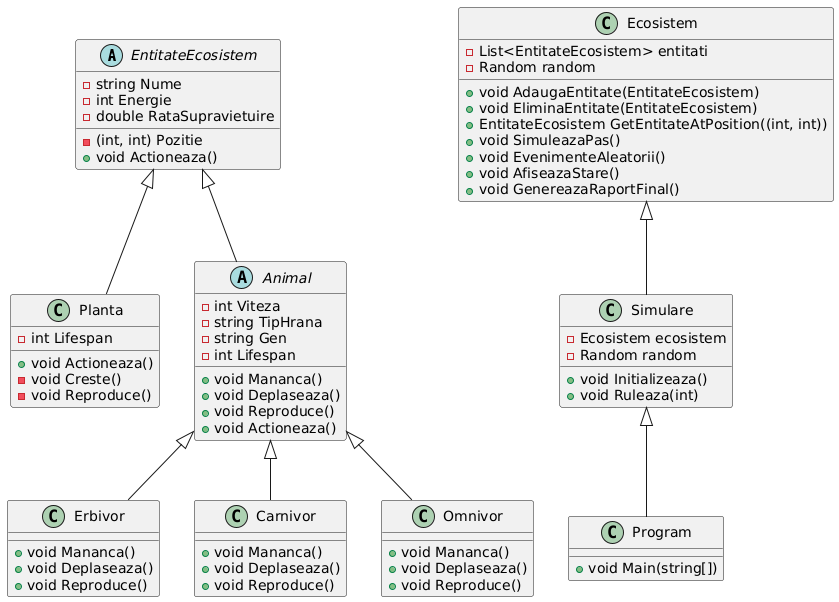 A EntitateEcosistem
string Nume
int Energie
double RataSupravietuire
(int, int) Pozitie
void Actioneaza()
C Ecosistem
List<EntitateEcosistem> entitati
Random random
void AdaugaEntitate(EntitateEcosistem)
void EliminaEntitate(EntitateEcosistem)
EntitateEcosistem GetEntitateAtPosition((int, int))
void SimuleazaPas()
void EvenimenteAleatorii()
void AfiseazaStare()
void GenereazaRaportFinal()
C Planta
int Lifespan
void Actioneaza()
void Creste()
void Reproduce()
A Animal
int Viteza
string TipHrana
string Gen
int Lifespan
void Mananca()
void Deplaseaza()
void Reproduce()
void Actioneaza()
C Simulare
Ecosistem ecosistem
Random random
void Initializeaza()
void Ruleaza(int)
C Erbivor
void Mananca()
void Deplaseaza()
void Reproduce()
C Carnivor
void Mananca()
void Deplaseaza()
void Reproduce()
C Omnivor
void Mananca()
void Deplaseaza()
void Reproduce()
C Program
void Main(string[])